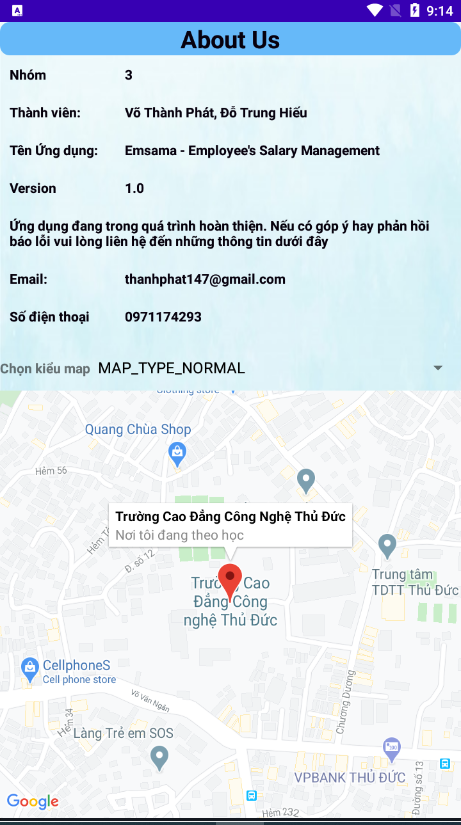 9:14
About Us
Nhóm 3
Thành viên: Võ Thành Phát, Đỗ Trung Hiếu
Tên Ứng dụng: Emsama - Employee's Salary Management
Version 1.0
Ứng dụng đang trong quá trình hoàn thiện. Nếu có góp ý hay phản hồi
báo lỗi vui lòng liên hệ đến những thông tin dưới đây
Email: thanhphat147@gmail.com
Số điện thoại 0971174293
Chọn kiểu map MAP_TYPE_NORMAL
Clothing store
Quang Chùa Shop
Hẻm 56
Trường Cao Đẳng Công Nghệ Thủ Đức
Nơi tôi đang theo học
Đ. số 12
Trường Cao
Đẳng Công
nghệ Thủ Đức
Trung tâm
TDTT Thủ Đức
CellphoneS
Cell phone store
Võ Văn Ngân
Chương Dương
Hẻm 34
Làng Trẻ em SOS
VPBANK THỦ ĐỨC
Đường số 13
Google
Hẻm 232